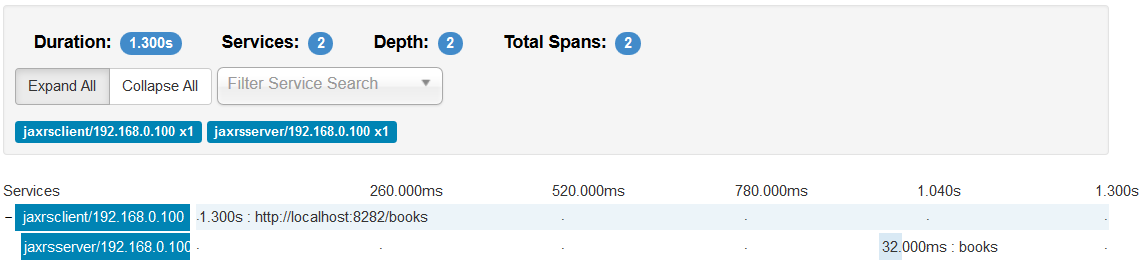 Duration: 1.300s Services: 2 Depth: 2 Total Spans: 2
Expand All Collapse All Filter Service Search
jaxrsclient/192.168.0.100 x1 jaxrsserver/192.168.0.100 x1
Services 260.000ms 520.000ms 780.000ms 1.040s 1.300s
jaxrsclient/192.168.0.100 1.300s : http://localhost:8282/books
jaxrsserver/192.168.0.100 32.000ms : books